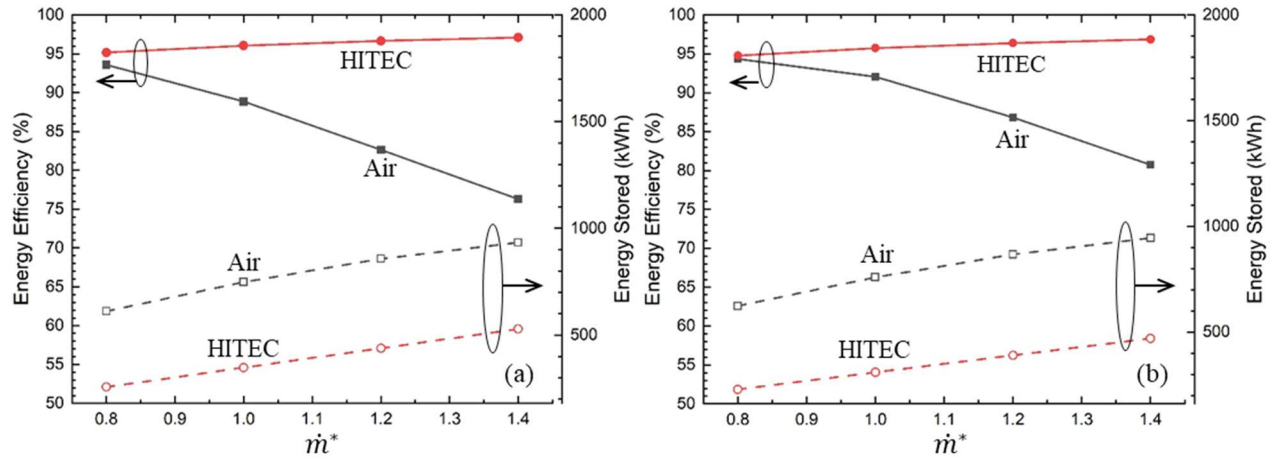 Energy Efficiency (%)
100
95
90
85
80
75
70
65
60
55
50
HITEC
Air
Air
HITEC
(a)
2000
1500
1000
500
Energy Stored (kWh)
0.8 0.9 1.0 1.1 1.2 1.3 1.4
ṁ*
Energy Efficiency (%)
100
95
90
85
80
75
70
65
60
55
50
HITEC
Air
Air
HITEC
(b)
2000
1500
1000
500
Energy Stored (kWh)
0.8 0.9 1.0 1.1 1.2 1.3 1.4
ṁ*